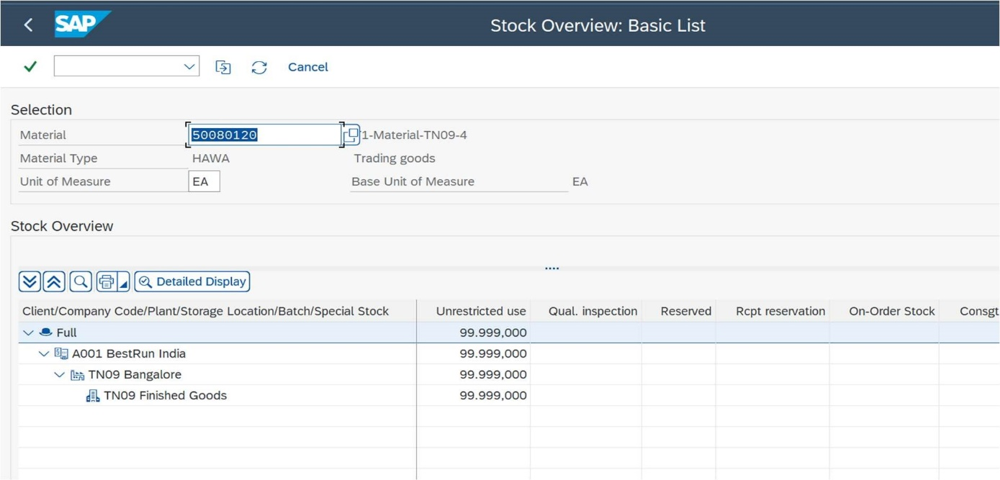 SAP Stock Overview: Basic List
Cancel
Selection
Material 50080120 1-Material-TN09-4
Material Type HAWA Trading goods
Unit of Measure EA Base Unit of Measure EA
Stock Overview
Detailed Display
Client/Company Code/Plant/Storage Location/Batch/Special Stock Unrestricted use Qual. inspection Reserved Rcpt reservation On-Order Stock Consgt
Full 99.999,000
A001 BestRun India 99.999,000
TN09 Bangalore 99.999,000
TN09 Finished Goods 99.999,000